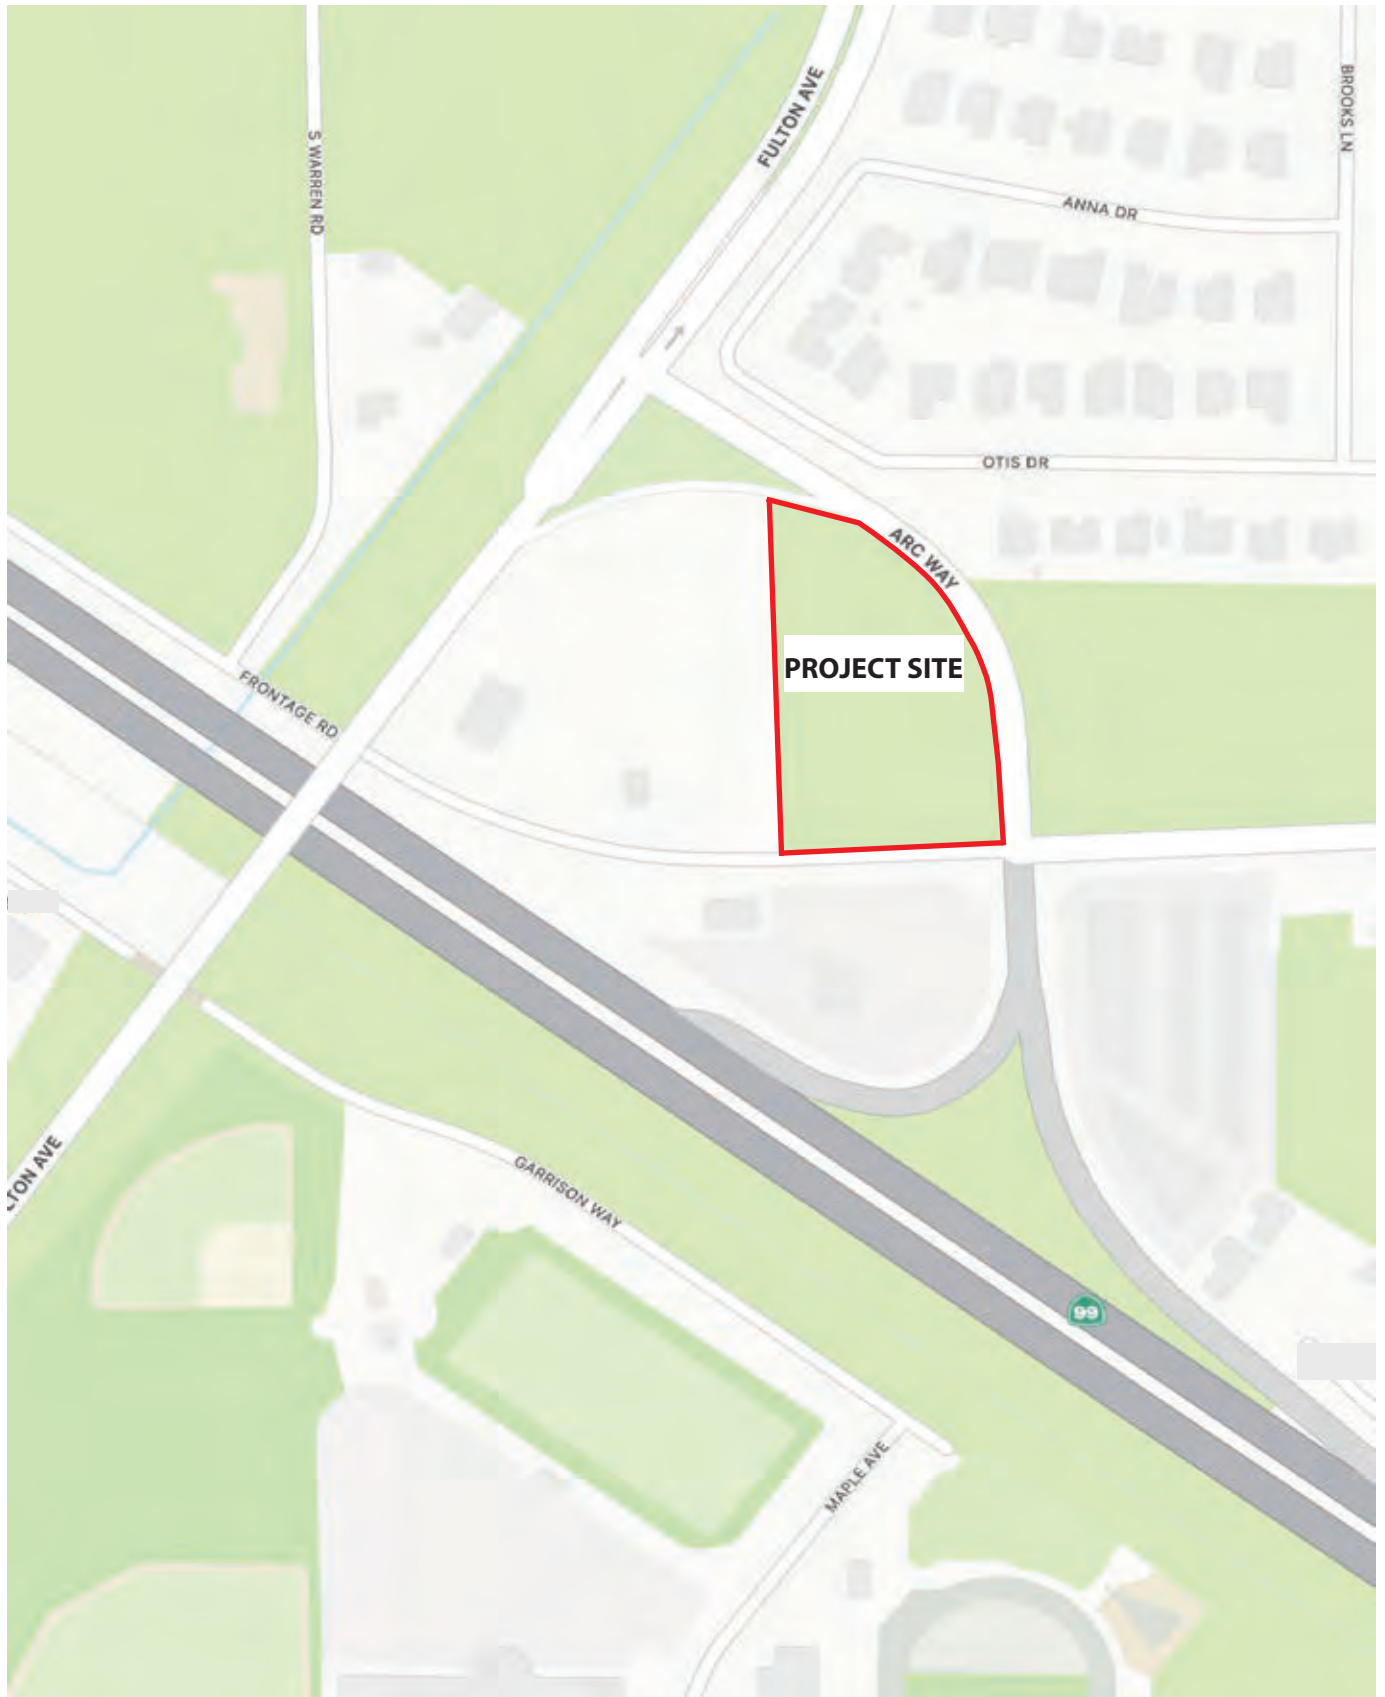 FULTON AVE
BROOKS LN
S WARREN RD
ANNA DR
OTIS DR
ARC WAY
PROJECT SITE
FRONTAGE RD
LTON AVE
GARRISON WAY
99
MAPLE AVE